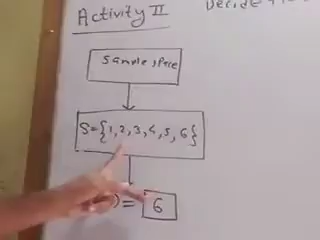 Activity II
Decide
Sample space
S={1,2,3,4,5,6}
)= 6